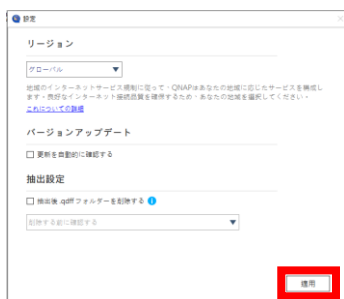 設定
リージョン
グローバル
地域のインターネットサービス規制に従って、QNAPはあなたの地域に応じたサービスを構成し
ます。良好なインターネット接続品質を確保するため、あなたの地域を選択してください。
これについての詳細
バージョンアップデート
更新を自動的に確認する
抽出設定
抽出後.qdffフォルダーを削除する
削除する前に確認する
適用